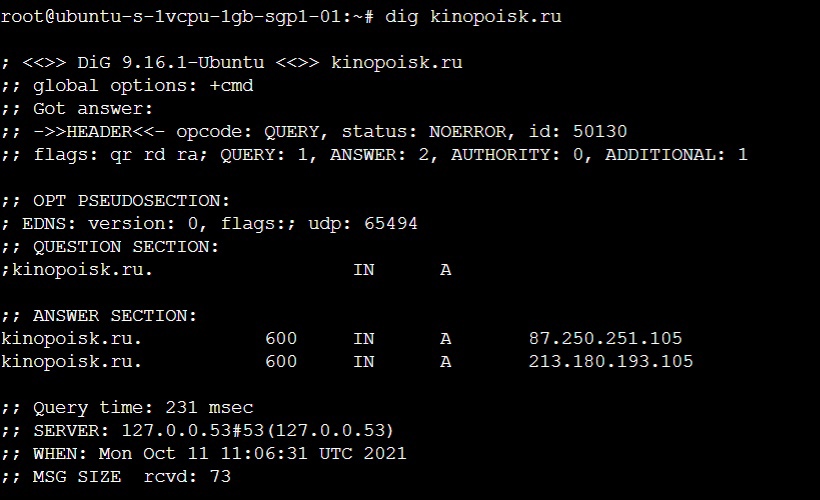 root@ubuntu-s-1vcpu-1gb-sgp1-01:~# dig kinopoisk.ru
; <<>> DiG 9.16.1-Ubuntu <<>> kinopoisk.ru
;; global options: +cmd
;; Got answer:
;; ->>HEADER<<- opcode: QUERY, status: NOERROR, id: 50130
;; flags: qr rd ra; QUERY: 1, ANSWER: 2, AUTHORITY: 0, ADDITIONAL: 1
;; OPT PSEUDOSECTION:
; EDNS: version: 0, flags:; udp: 65494
;; QUESTION SECTION:
;kinopoisk.ru. IN A
;; ANSWER SECTION:
kinopoisk.ru. 600 IN A 87.250.251.105
kinopoisk.ru. 600 IN A 213.180.193.105
;; Query time: 231 msec
;; SERVER: 127.0.0.53#53(127.0.0.53)
;; WHEN: Mon Oct 11 11:06:31 UTC 2021
;; MSG SIZE rcvd: 73